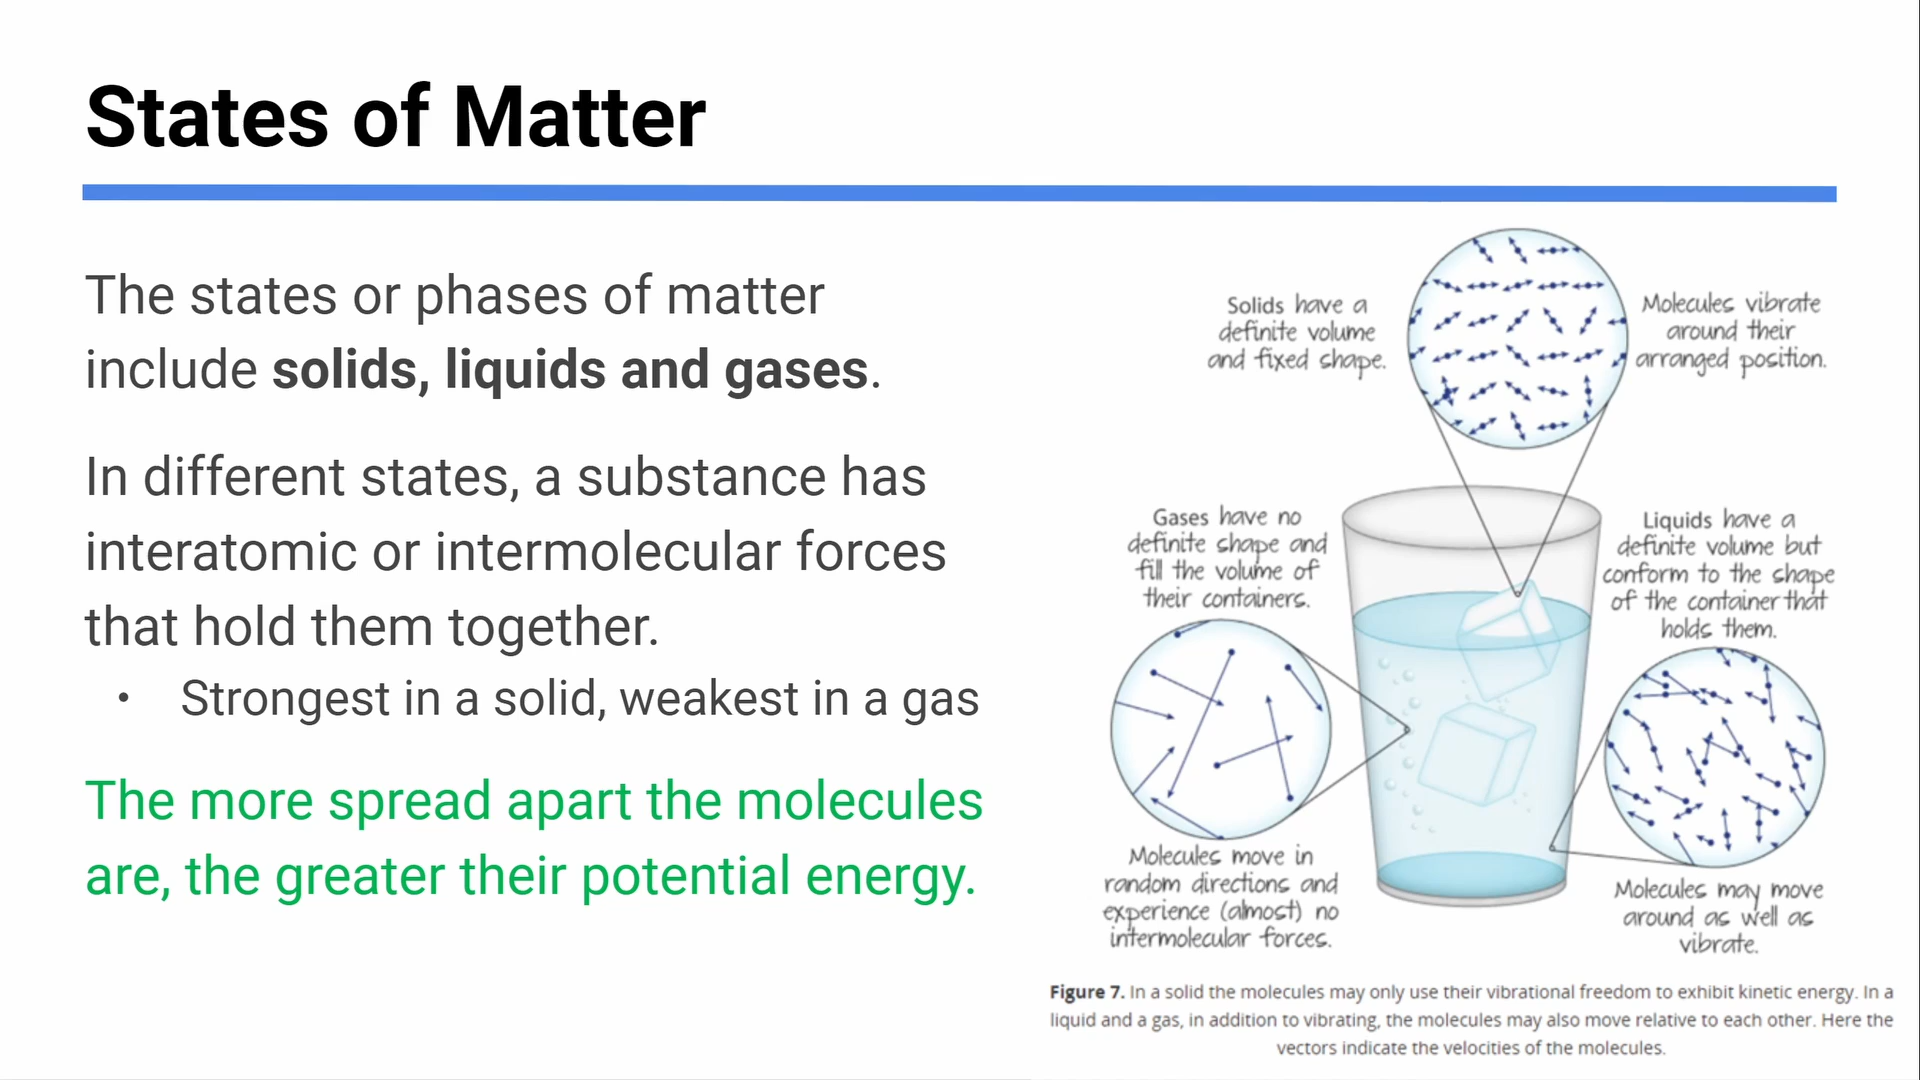 States of Matter
The states or phases of matter
include solids, liquids and gases.
In different states, a substance has
interatomic or intermolecular forces
that hold them together.
• Strongest in a solid, weakest in a gas
The more spread apart the molecules
are, the greater their potential energy.
Solids have a
definite volume
and fixed shape.
Molecules vibrate
around their
arranged position.
Gases have no
definite shape and
fill the volume of
their containers.
Liquids have a
definite volume but
conform to the shape
of the container that
holds them.
Molecules move in
random directions and
experience (almost) no
intermolecular forces.
Molecules may move
around as well as
vibrate.
Figure 7. In a solid the molecules may only use their vibrational freedom to exhibit kinetic energy. In a
liquid and a gas, in addition to vibrating, the molecules may also move relative to each other. Here the
vectors indicate the velocities of the molecules.